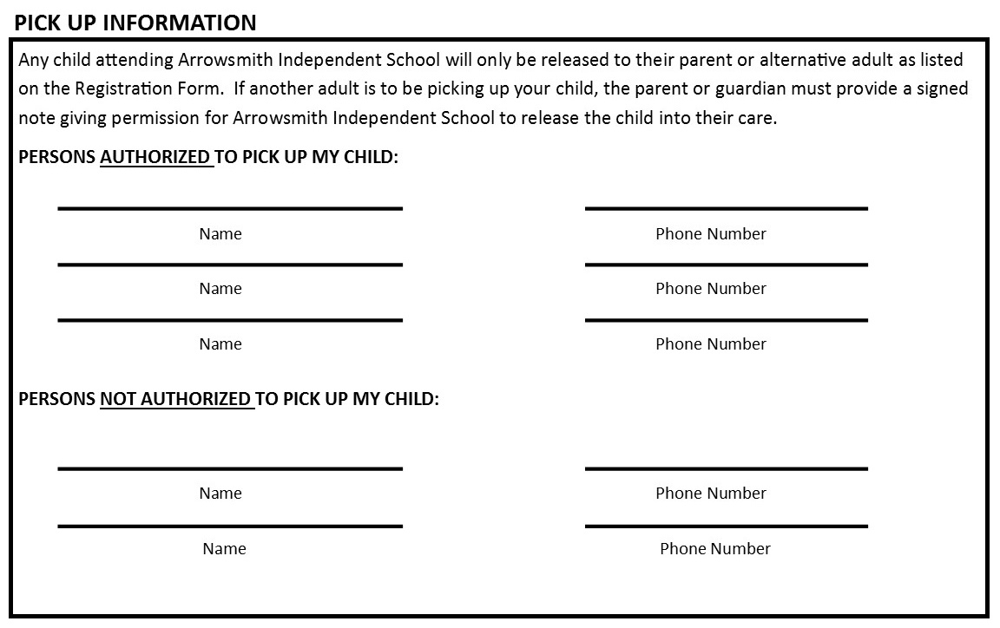 PICK UP INFORMATION
Any child attending Arrowsmith Independent School will only be released to their parent or alternative adult as listed
on the Registration Form.  If another adult is to be picking up your child, the parent or guardian must provide a signed
note giving permission for Arrowsmith Independent School to release the child into their care.
PERSONS AUTHORIZED TO PICK UP MY CHILD:
Name Phone Number
Name Phone Number
Name Phone Number
PERSONS NOT AUTHORIZED TO PICK UP MY CHILD:
Name Phone Number
Name Phone Number